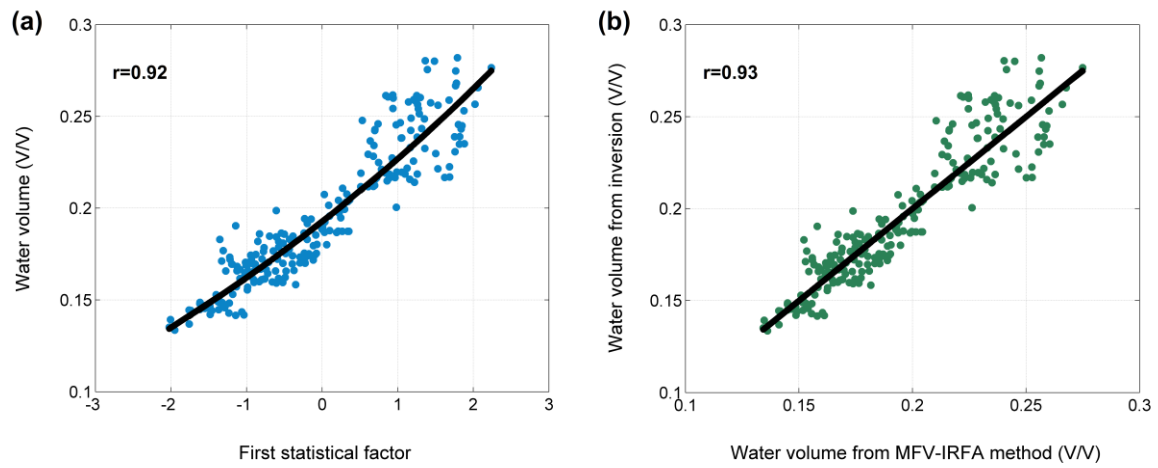 (a)
r=0.92
Water volume (V/V)
0.3
0.25
0.2
0.15
0.1
-3 -2 -1 0 1 2 3
First statistical factor
(b)
r=0.93
Water volume from inversion (V/V)
0.3
0.25
0.2
0.15
0.1
0.1 0.15 0.2 0.25 0.3
Water volume from MFV-IRFA method (V/V)